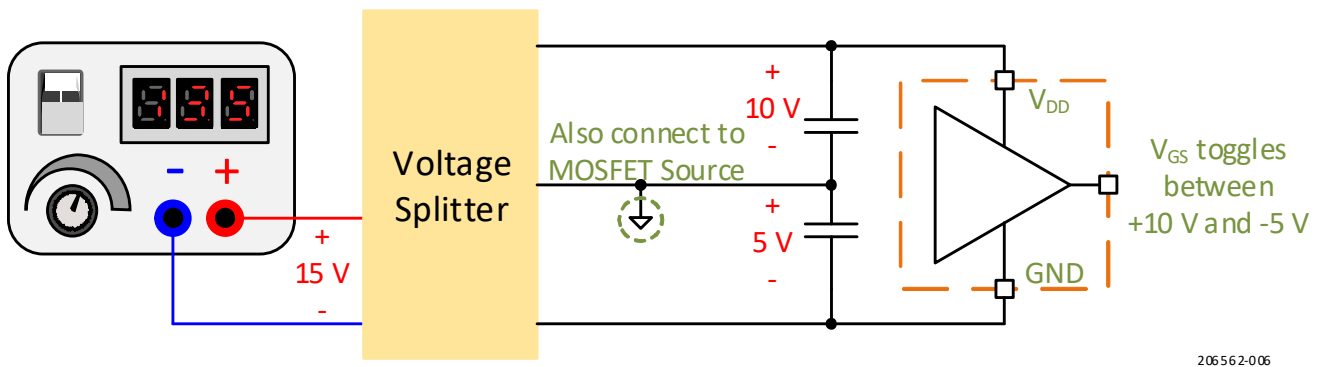 195
-
+
+
15 V
-
Voltage
Splitter
Also connect to
MOSFET Source
+
10 V
-
+
5 V
-
VDD
GND
VGS toggles
between
+10 V and -5 V
206562-006